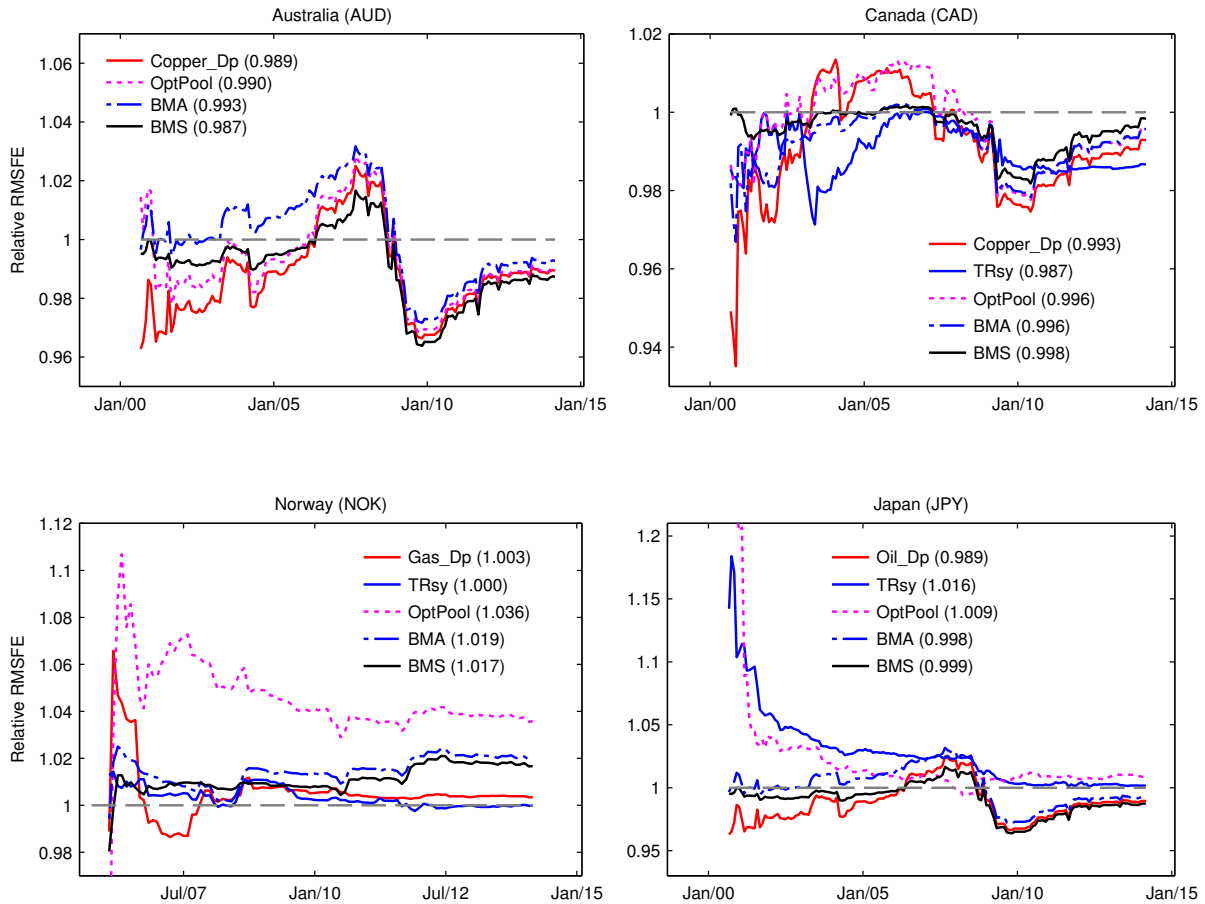 Australia (AUD)
Relative RMSFE
1.06
1.04
1.02
1
0.98
0.96
Copper_Dp (0.989)
OptPool (0.990)
BMA (0.993)
BMS (0.987)
Jan/00
Jan/05
Jan/10
Jan/15
Canada (CAD)
1.02
1
0.98
0.96
0.94
Copper_Dp (0.993)
TRsy (0.987)
OptPool (0.996)
BMA (0.996)
BMS (0.998)
Jan/00
Jan/05
Jan/10
Jan/15
Norway (NOK)
Relative RMSFE
1.12
1.1
1.08
1.06
1.04
1.02
1
0.98
Gas_Dp (1.003)
TRsy (1.000)
OptPool (1.036)
BMA (1.019)
BMS (1.017)
Jul/07
Jan/10
Jul/12
Jan/15
Japan (JPY)
1.2
1.15
1.1
1.05
1
0.95
Oil_Dp (0.989)
TRsy (1.016)
OptPool (1.009)
BMA (0.998)
BMS (0.999)
Jan/00
Jan/05
Jan/10
Jan/15